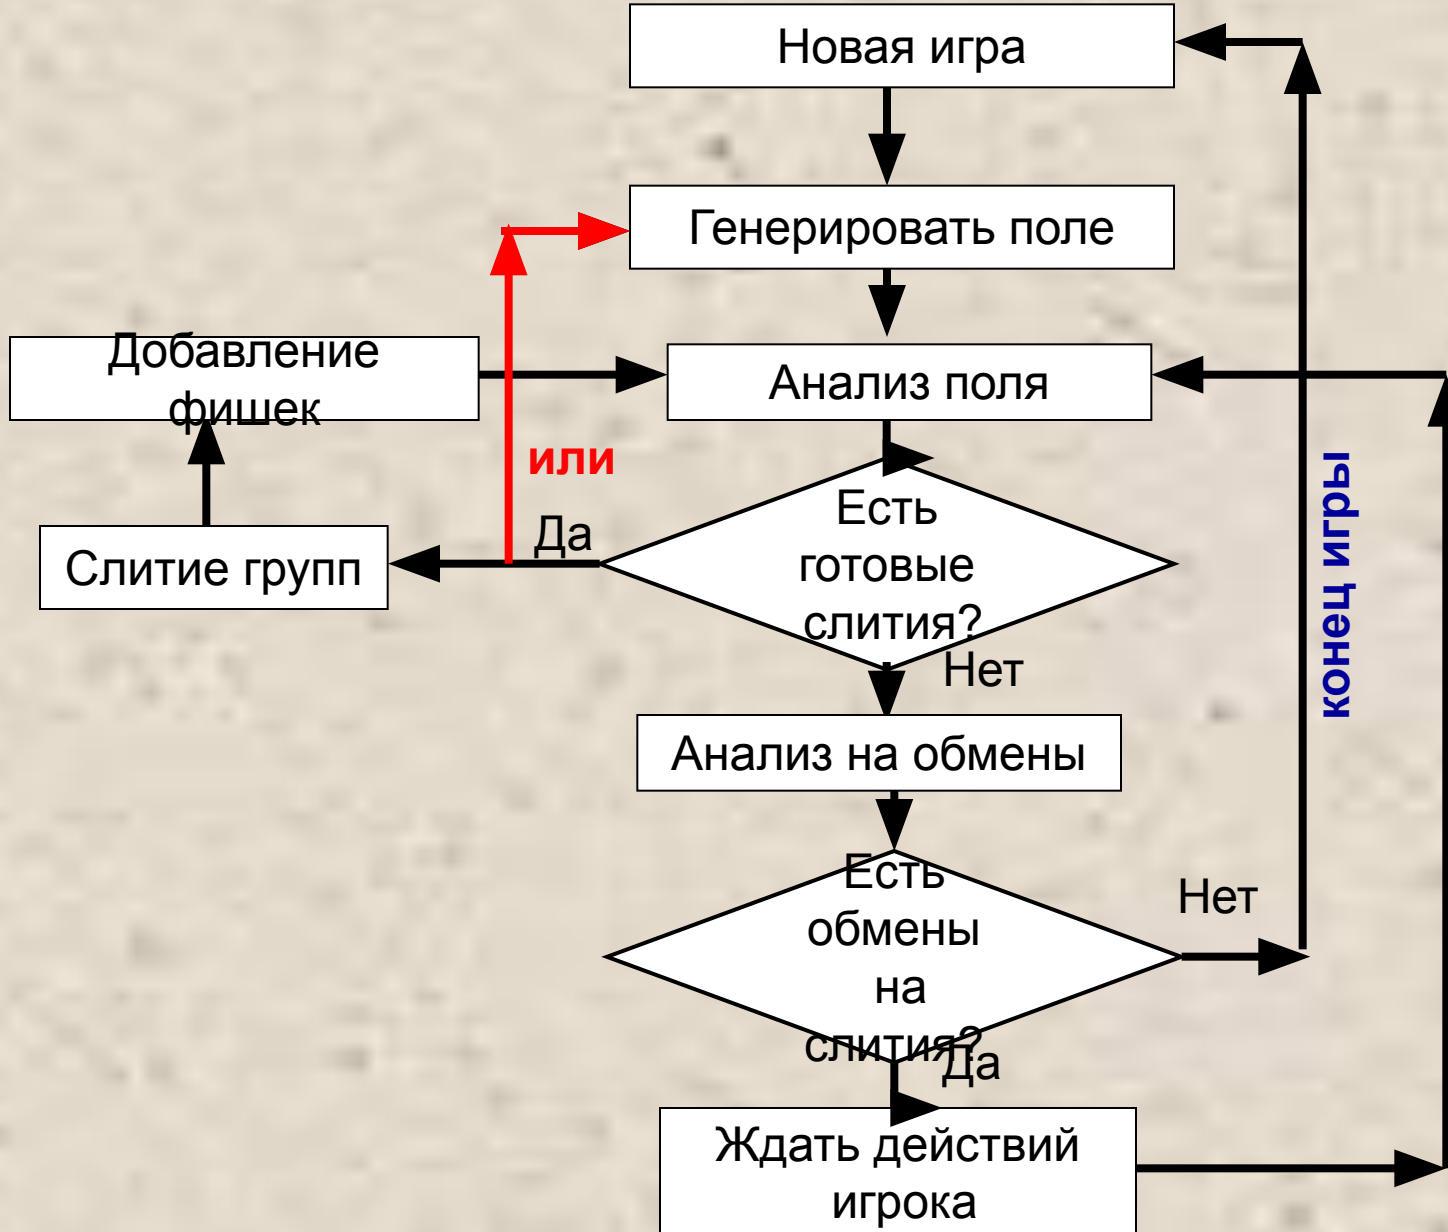 Новая игра
Генерировать поле
Добавление
фишек
Анализ поля
или
Да
Есть
готовые
слития?
Слитие групп
конец игры
Нет
Анализ на обмены
Есть
обмены
на
слития?
Нет
Да
Ждать действий
игрока